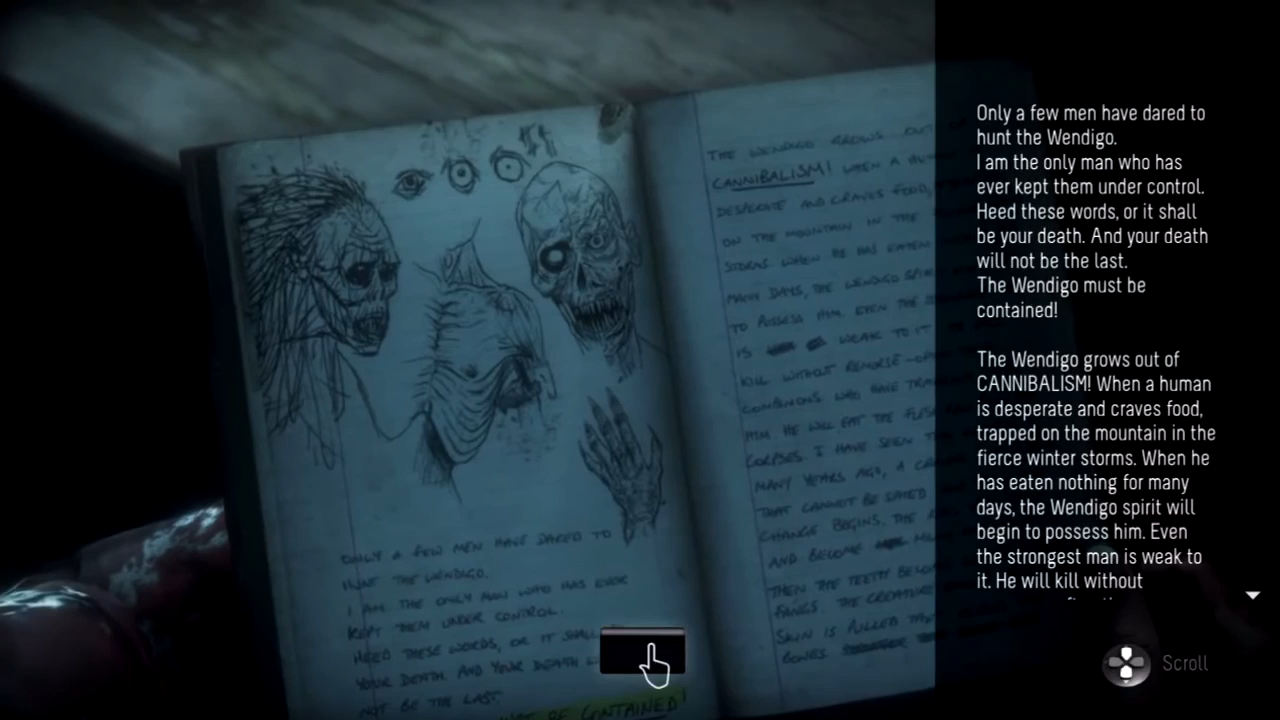 ONLY A FEW MEN HAVE DARED TO
HUNT THE WENDIGO.
I AM THE ONLY MAN WHO HAS EVER
KEPT THEM UNDER CONTROL.
HEED THESE WORDS, OR IT SHALL
YOUR DEATH. AND YOUR DEATH
NOT BE THE LAST.
BE CONTAINED!
THE WENDIGO GROWS OUT
CANNIBALISM! WHEN A
DESPERATE AND CRAVES FOOD,
ON THE MOUNTAIN IN THE
STORMS. WHEN HE HAS EATEN
MANY DAYS, THE WENDIGO
TO POSSESS HIM. EVEN THE
IS WEAK TO IT
KILL WITHOUT REMORSE
COMPANIONS WHO HAVE
HIM. HE WILL EAT THE FLESH
CORPSES. I HAVE SEEN
MANY YEARS AGO, A
THAT CANNOT BE
CHANGE BEGINS. THE
AND BECOME
THEN THE TEETH
FANGS. THE CREATURE
SKIN IS PULLED
BONES
Only a few men have dared to
hunt the Wendigo.
I am the only man who has
ever kept them under control.
Heed these words, or it shall
be your death. And your death
will not be the last.
The Wendigo must be
contained!
The Wendigo grows out of
CANNIBALISM! When a human
is desperate and craves food,
trapped on the mountain in the
fierce winter storms. When he
has eaten nothing for many
days, the Wendigo spirit will
begin to possess him. Even
the strongest man is weak to
it. He will kill without
Scroll